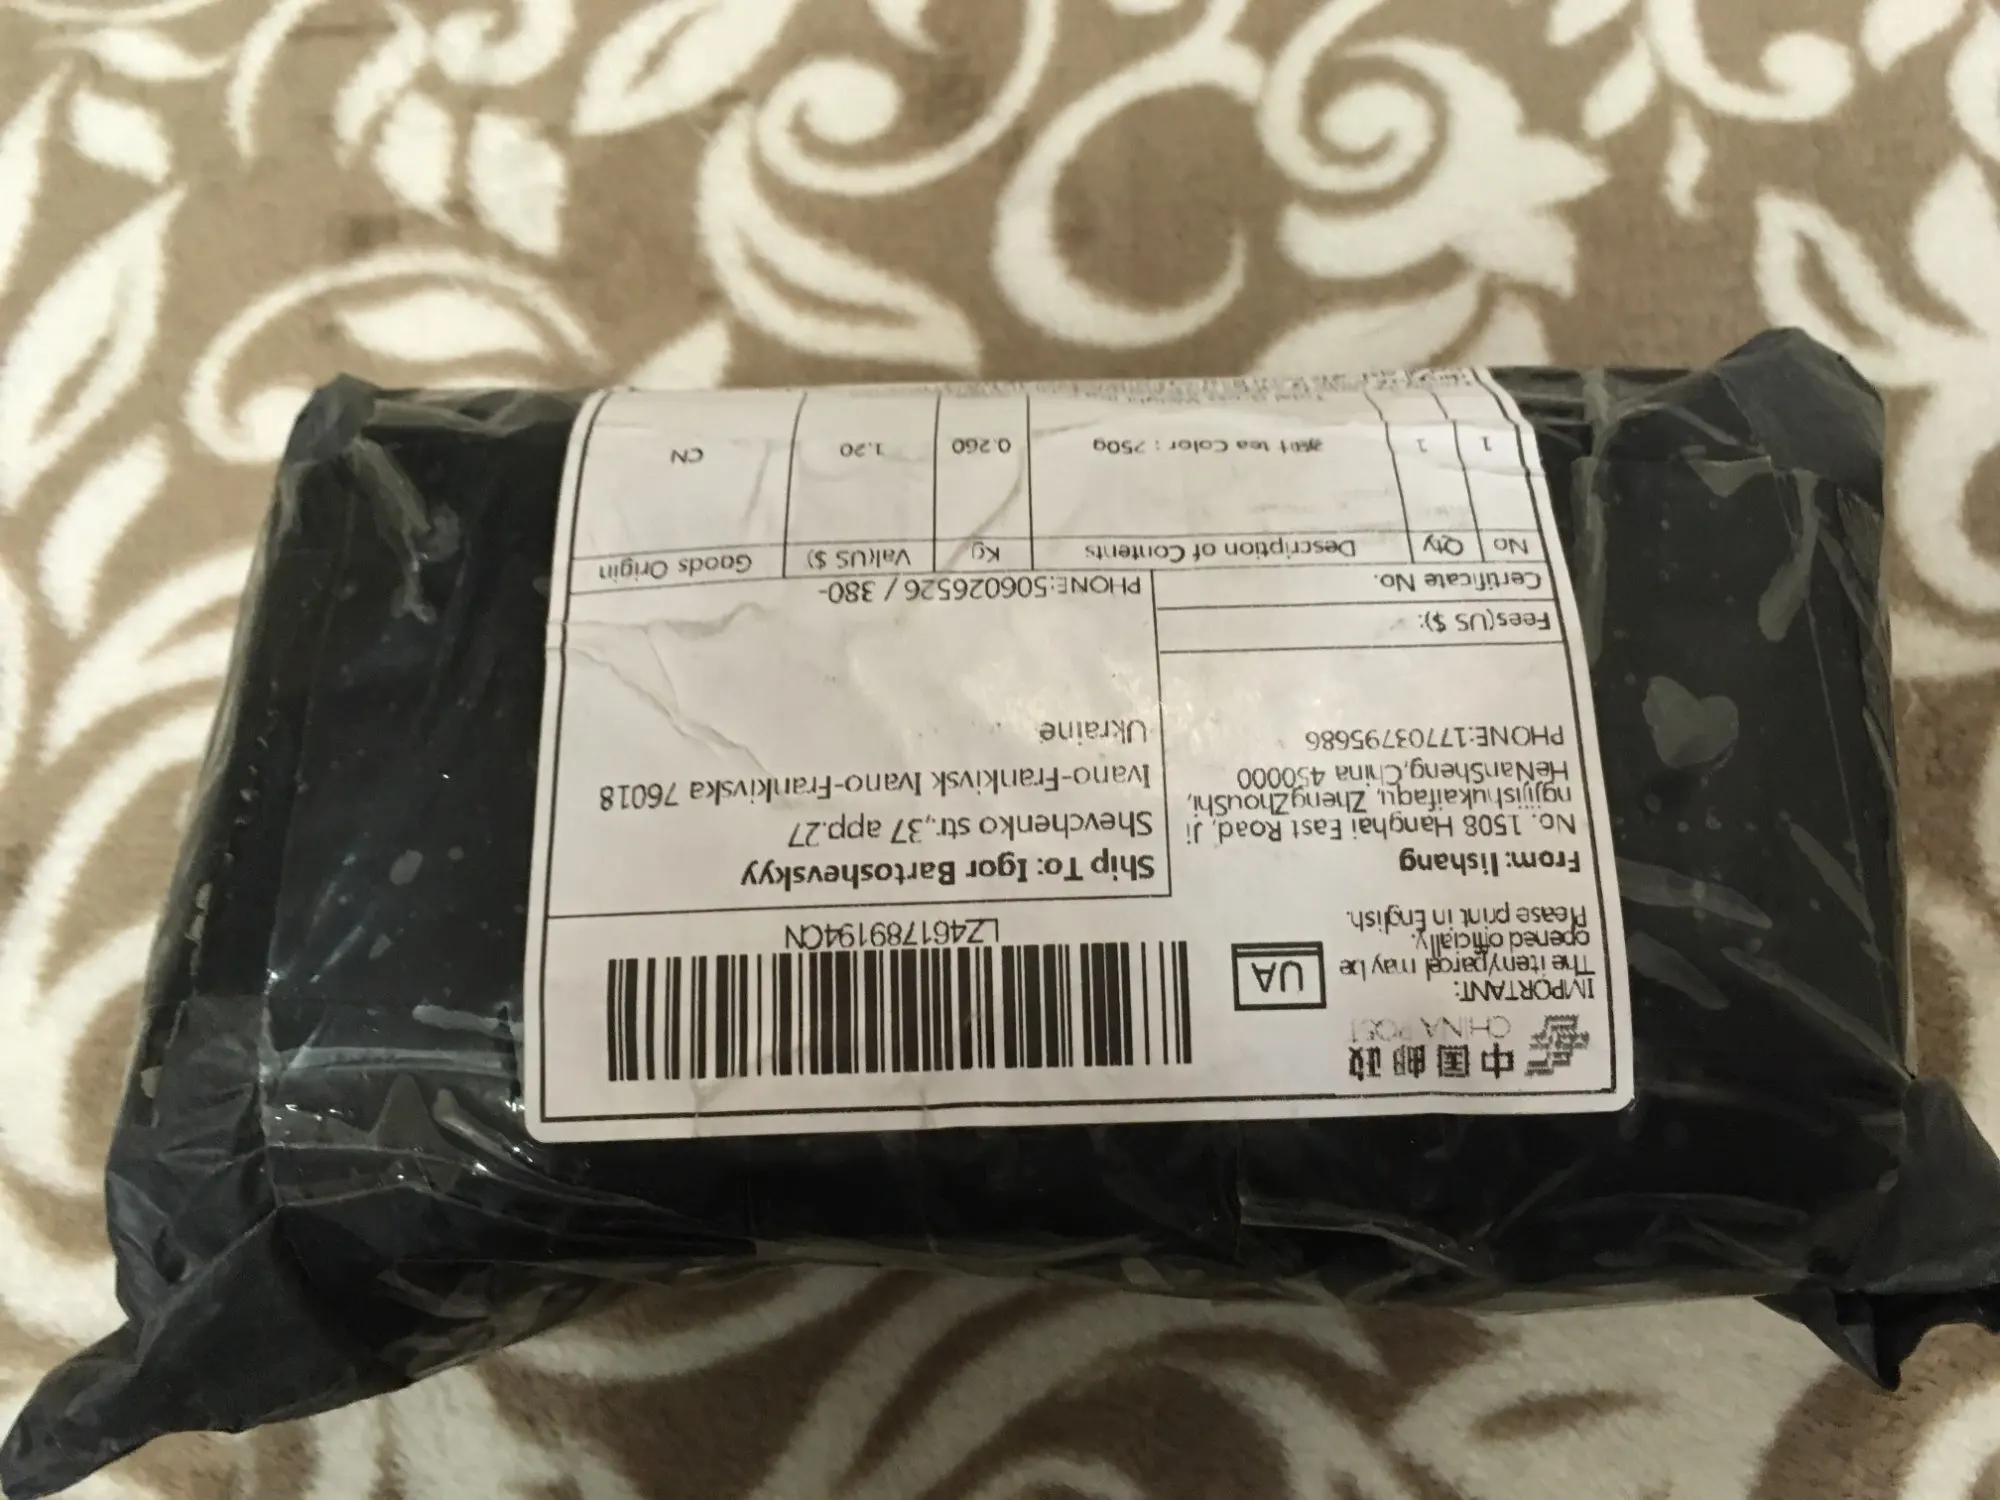 中国邮政
CHINA POST
IMPORTANT:
The item/parcel may be
opened officially.
Please print in English.
UA
LZ461789194CN
From: lishang
No. 1508 Hanghai East Road, Ji
ngjijishukaifaqu, ZhengZhouShi,
HeNanSheng,China 450000
PHONE:17703795686
Ship To: Igor Bartoshevskyy
Shevchenko str.,37 app.27
Ivano-Frankivsk Ivano-Frankivska 76018
Ukraine
PHONE:506026526 / 380-
Fees(US $):
Certificate No.
No Qty Description of Contents Kg Val(US $) Goods Origin
1 1 tea Color : 250g 0.260 1.20 CN